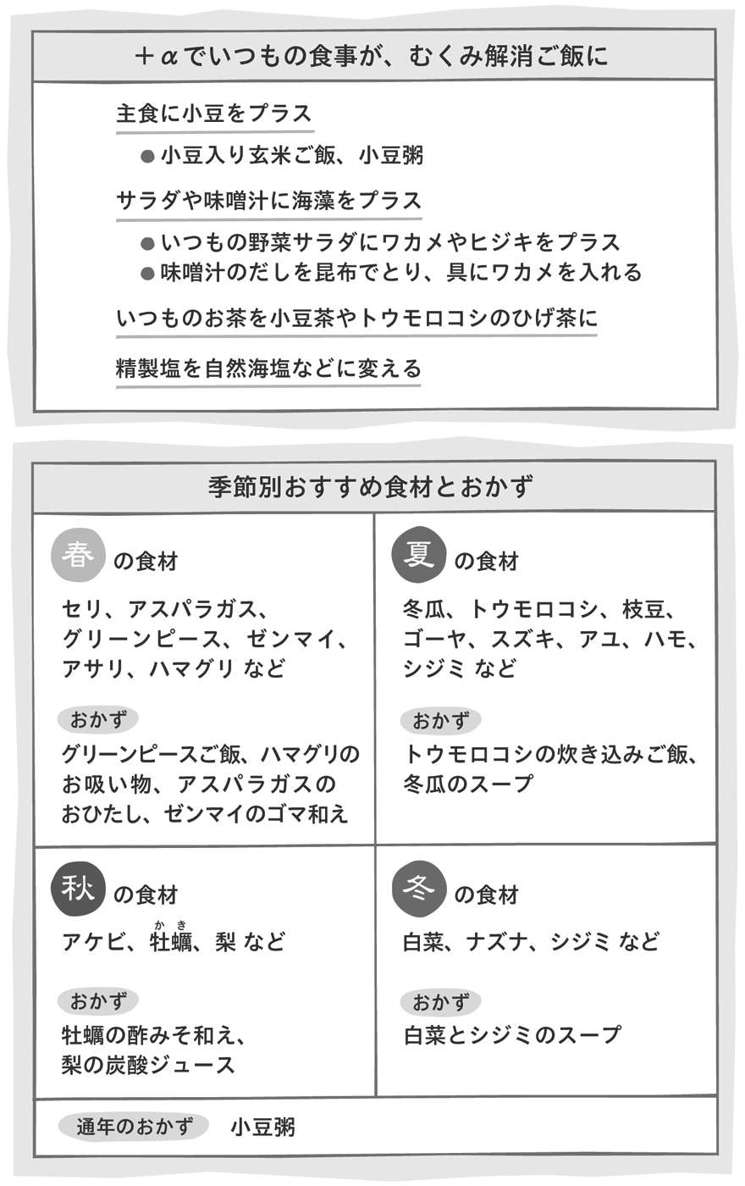 ＋αでいつもの食事が、むくみ解消ご飯に
主食に小豆をプラス
●小豆入り玄米ご飯、小豆粥
サラダや味噌汁に海藻をプラス
●いつもの野菜サラダにワカメやヒジキをプラス
●味噌汁のだしを昆布でとり、具にワカメを入れる
いつものお茶を小豆茶やトウモロコシのひげ茶に
精製塩を自然海塩などに変える
季節別おすすめ食材とおかず
春の食材
セリ、アスパラガス、
グリーンピース、ゼンマイ、
アサリ、ハマグリ など
おかず
グリーンピースご飯、ハマグリの
お吸い物、アスパラガスの
おひたし、ゼンマイのゴマ和え
夏の食材
冬瓜、トウモロコシ、枝豆、
ゴーヤ、スズキ、アユ、ハモ、
シジミ など
おかず
トウモロコシの炊き込みご飯、
冬瓜のスープ
秋の食材
かき
アケビ、牡蠣、梨 など
おかず
牡蠣の酢みそ和え、
梨の炭酸ジュース
冬の食材
白菜、ナズナ、シジミ など
おかず
白菜とシジミのスープ
通年のおかず 小豆粥